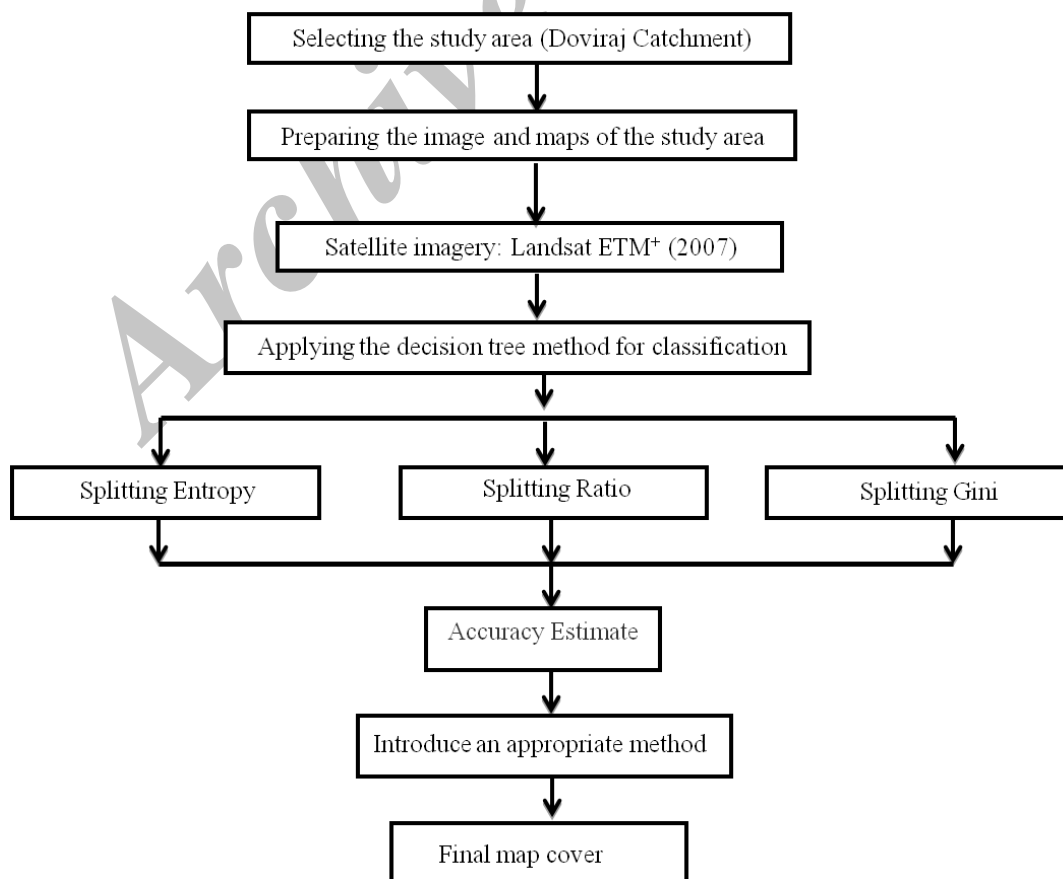 Archiv
Selecting the study area (Doviraj Catchment)
Preparing the image and maps of the study area
Satellite imagery: Landsat ETM⁺ (2007)
Applying the decision tree method for classification
Splitting Entropy
Splitting Ratio
Splitting Gini
Accuracy Estimate
Introduce an appropriate method
Final map cover